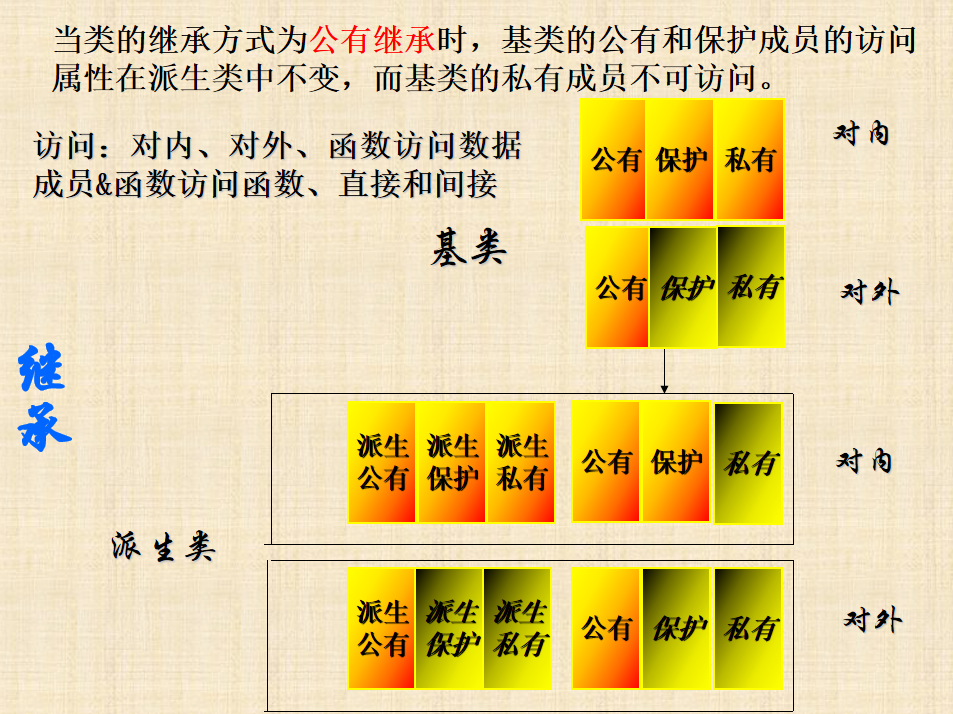 当类的继承方式为公有继承时，基类的公有和保护成员的访问
属性在派生类中不变，而基类的私有成员不可访问。
访问：对内、对外、函数访问数据
成员&函数访问函数、直接和间接
公有 保护 私有 对内
基类
公有 保护 私有 对外
继
承
派生 派生 派生
公有 保护 私有
公有 保护 私有 对内
派生类
派生 派生 派生
公有 保护 私有
公有 保护 私有 对外